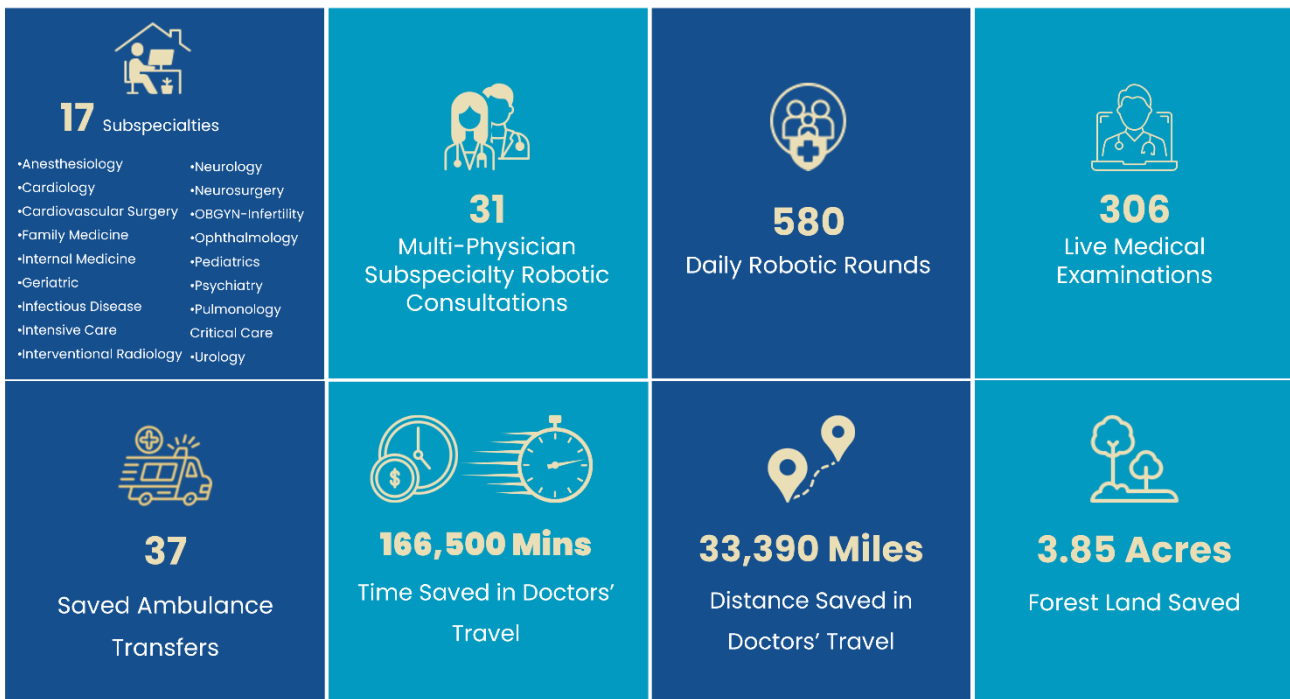 17 Subspecialties
•Anesthesiology
•Cardiology
•Cardiovascular Surgery
•Family Medicine
•Internal Medicine
•Geriatric
•Infectious Disease
•Intensive Care
•Interventional Radiology
•Neurology
•Neurosurgery
•OBGYN-Infertility
•Ophthalmology
•Pediatrics
•Psychiatry
•Pulmonology
Critical Care
•Urology
31
Multi-Physician
Subspecialty Robotic
Consultations
580
Daily Robotic Rounds
306
Live Medical
Examinations
37
Saved Ambulance
Transfers
$
166,500 Mins
Time Saved in Doctors’
Travel
33,390 Miles
Distance Saved in
Doctors’ Travel
3.85 Acres
Forest Land Saved